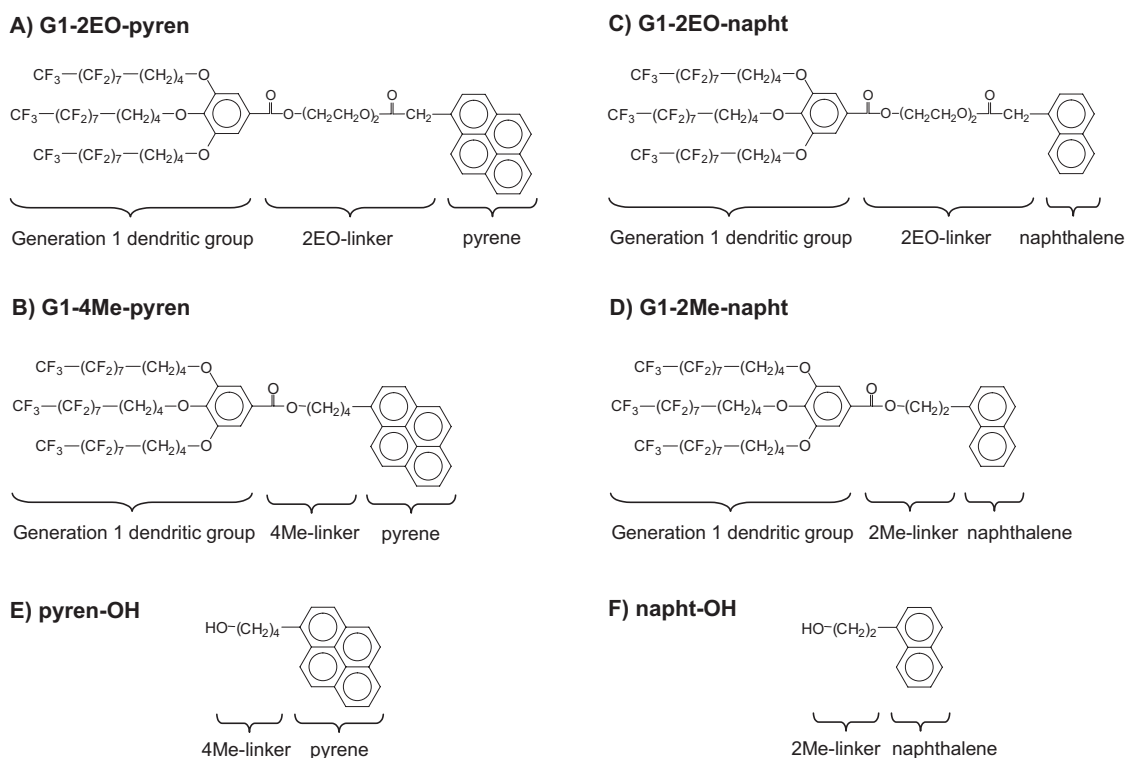 A) G1-2EO-pyren
CF3—(CF2)7—(CH2)4—O
CF3—(CF2)7—(CH2)4—O
CF3—(CF2)7—(CH2)4—O
O
O—(CH2CH2O)2
O
CH2
Generation 1 dendritic group
2EO-linker
pyrene
C) G1-2EO-napht
CF3—(CF2)7—(CH2)4—O
CF3—(CF2)7—(CH2)4—O
CF3—(CF2)7—(CH2)4—O
O
O—(CH2CH2O)2
O
CH2
Generation 1 dendritic group
2EO-linker
naphthalene
B) G1-4Me-pyren
CF3—(CF2)7—(CH2)4—O
CF3—(CF2)7—(CH2)4—O
CF3—(CF2)7—(CH2)4—O
O
O—(CH2)4
Generation 1 dendritic group
4Me-linker
pyrene
D) G1-2Me-napht
CF3—(CF2)7—(CH2)4—O
CF3—(CF2)7—(CH2)4—O
CF3—(CF2)7—(CH2)4—O
O
O—(CH2)2
Generation 1 dendritic group
2Me-linker
naphthalene
E) pyren-OH
HO—(CH2)4
4Me-linker
pyrene
F) napht-OH
HO—(CH2)2
2Me-linker
naphthalene